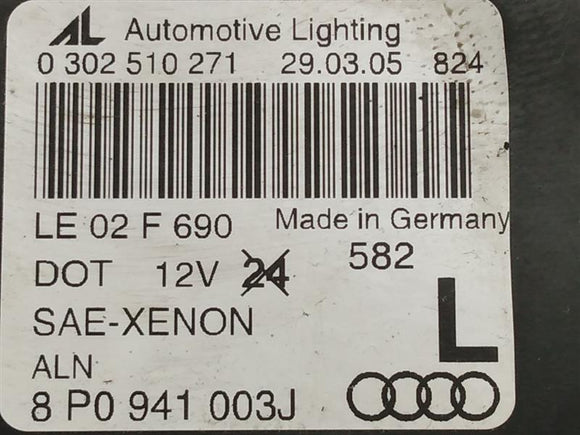 AL Automotive Lighting
0 302 510 271 29.03.05 824
LE 02 F 690 Made in Germany
582
DOT 12V 24
SAE-XENON
L
ALN
8 P0 941 003J